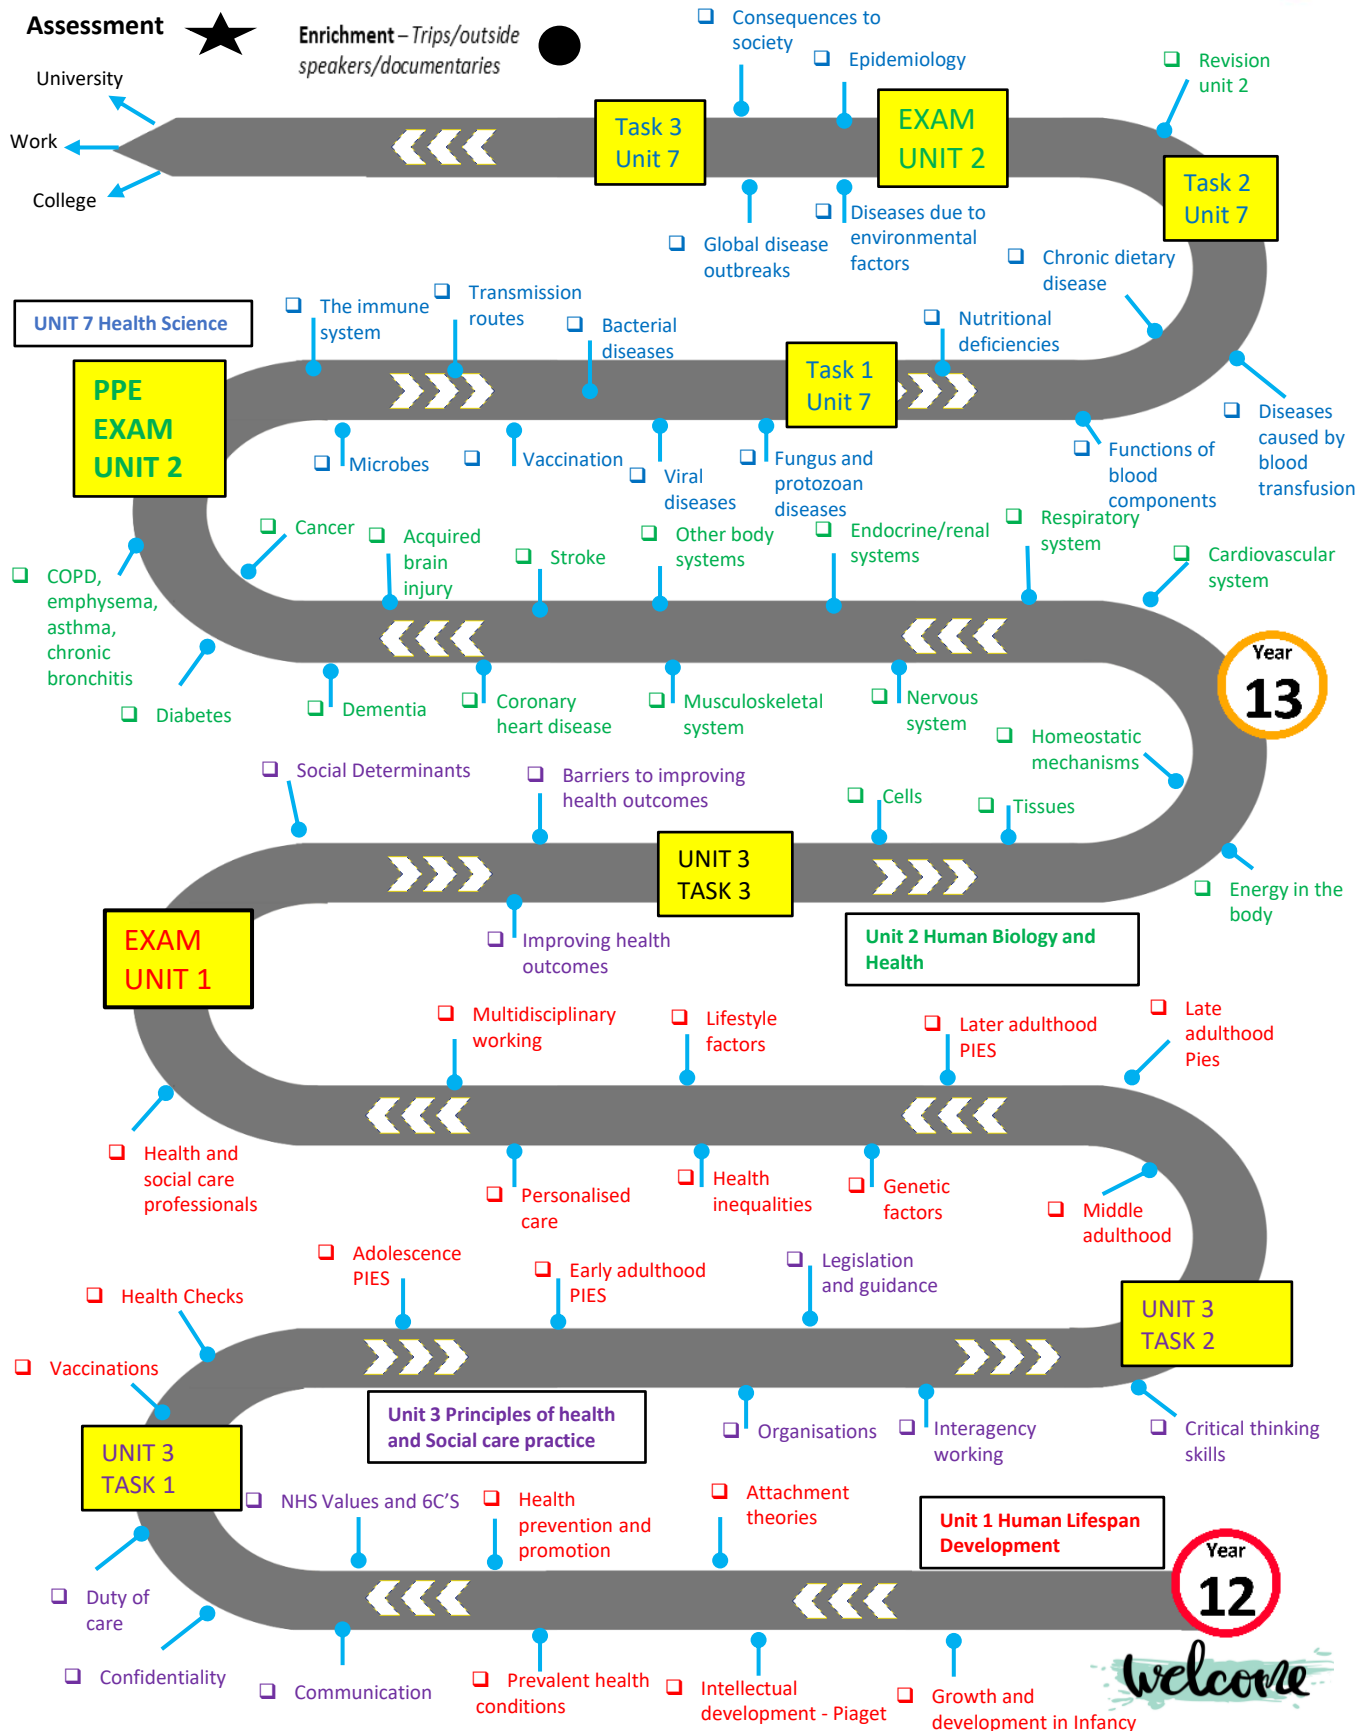 Assessment
Enrichment – Trips/outside
speakers/documentaries
University
Work
College
Consequences to
society
Epidemiology
Revision
unit 2
Task 3
Unit 7
EXAM
UNIT 2
Task 2
Unit 7
Global disease
outbreaks
Diseases due to
environmental
factors
Chronic dietary
disease
UNIT 7 Health Science
The immune
system
Transmission
routes
Bacterial
diseases
Nutritional
deficiencies
PPE
EXAM
UNIT 2
Task 1
Unit 7
Diseases
caused by
blood
transfusion
Microbes
Vaccination
Viral
diseases
Fungus and
protozoan
diseases
Functions of
blood
components
Cancer
Acquired
brain
injury
Stroke
Other body
systems
Endocrine/renal
systems
Respiratory
system
Cardiovascular
system
COPD,
emphysema,
asthma,
chronic
bronchitis
Year
13
Diabetes
Dementia
Coronary
heart disease
Musculoskeletal
system
Nervous
system
Homeostatic
mechanisms
Social Determinants
Barriers to improving
health outcomes
Cells
Tissues
UNIT 3
TASK 3
Energy in the
body
EXAM
UNIT 1
Improving health
outcomes
Unit 2 Human Biology and
Health
Multidisciplinary
working
Lifestyle
factors
Later adulthood
PIES
Late
adulthood
Pies
Health and
social care
professionals
Personalised
care
Health
inequalities
Genetic
factors
Middle
adulthood
Adolescence
PIES
Early adulthood
PIES
Legislation
and guidance
Health Checks
UNIT 3
TASK 2
Vaccinations
Unit 3 Principles of health
and Social care practice
Organisations
Interagency
working
Critical thinking
skills
UNIT 3
TASK 1
NHS Values and 6C'S
Health
prevention and
promotion
Attachment
theories
Unit 1 Human Lifespan
Development
Year
12
Duty of
care
Confidentiality
Communication
Prevalent health
conditions
Intellectual
development - Piaget
Growth and
development in Infancy
welcome